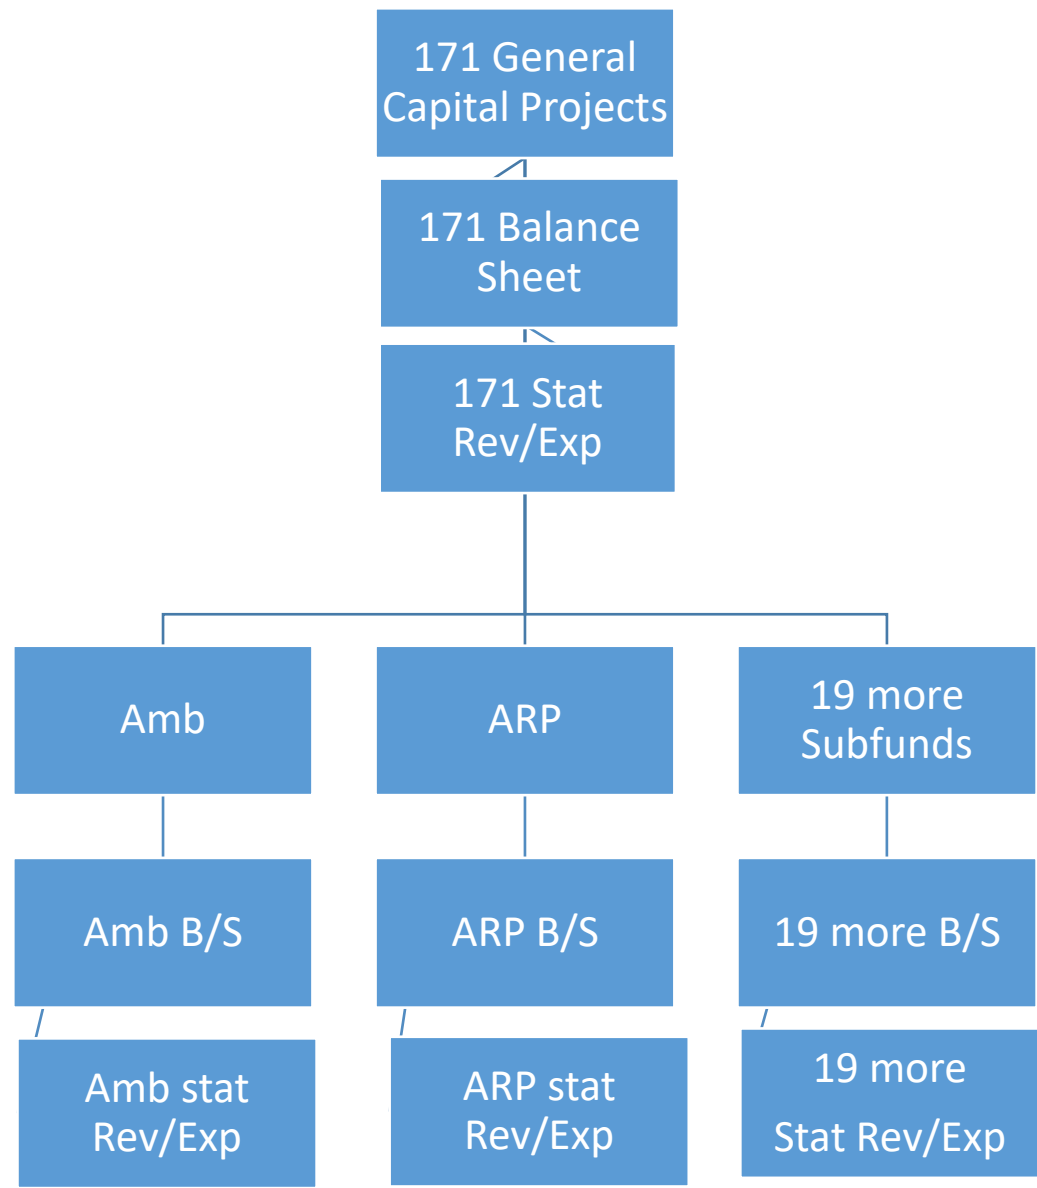 171 General
Capital Projects
171 Balance
Sheet
171 Stat
Rev/Exp
Amb
ARP
19 more
Subfunds
Amb B/S
ARP B/S
19 more B/S
Amb stat
Rev/Exp
ARP stat
Rev/Exp
19 more
Stat Rev/Exp